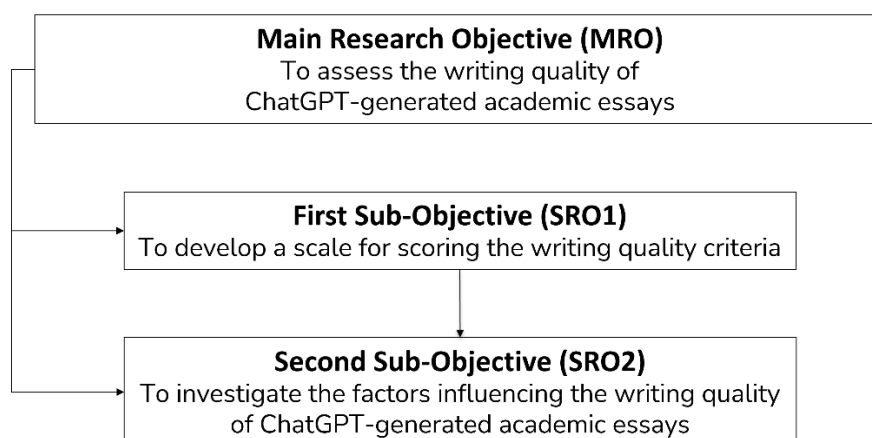 Main Research Objective (MRO)
To assess the writing quality of
ChatGPT-generated academic essays
First Sub-Objective (SRO1)
To develop a scale for scoring the writing quality criteria
Second Sub-Objective (SRO2)
To investigate the factors influencing the writing quality
of ChatGPT-generated academic essays